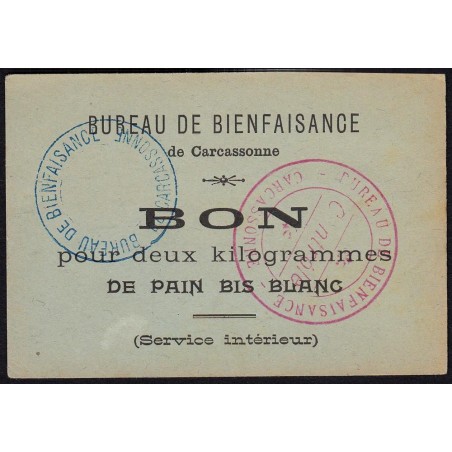 BUREAU DE BIENFAISANCE
de Carcassonne
BON
pour deux kilogrammes
DE PAIN BIS BLANC
(Service intérieur)
BUREAU DE BIENFAISANCE
CARCASSONNE
BUREAU DE BIENFAISANCE
CARCASSONNE